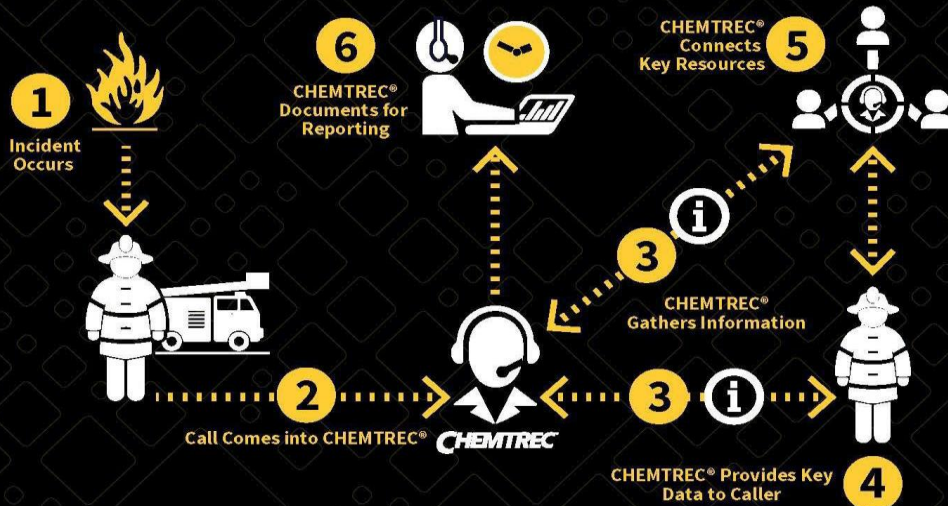 1
Incident
Occurs
2
Call Comes into CHEMTREC®
CHEMTREC
3
i
CHEMTREC®
Gathers Information
3
i
CHEMTREC® Provides Key
Data to Caller
4
CHEMTREC®
Connects
Key Resources
5
6
CHEMTREC®
Documents for
Reporting